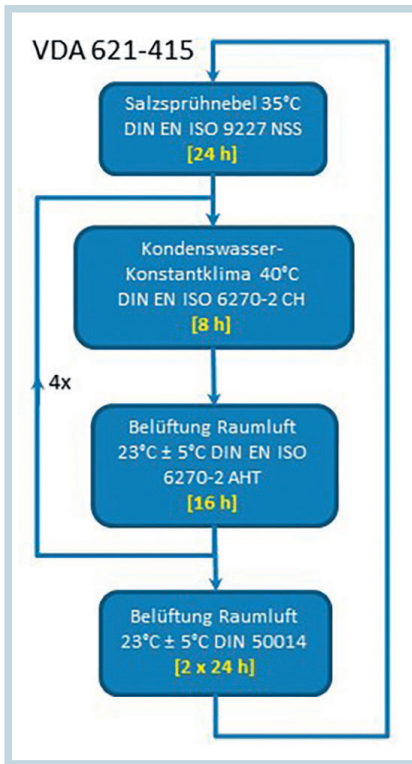 VDA 621-415
Salzsprühnebel 35°C
DIN EN ISO 9227 NSS
[24 h]
Kondenswasser-
Konstantklima 40°C
DIN EN ISO 6270-2 CH
[8 h]
4x
Belüftung Raumluft
23°C ± 5°C DIN EN ISO
6270-2 AHT
[16 h]
Belüftung Raumluft
23°C ± 5°C DIN 50014
[2 x 24 h]